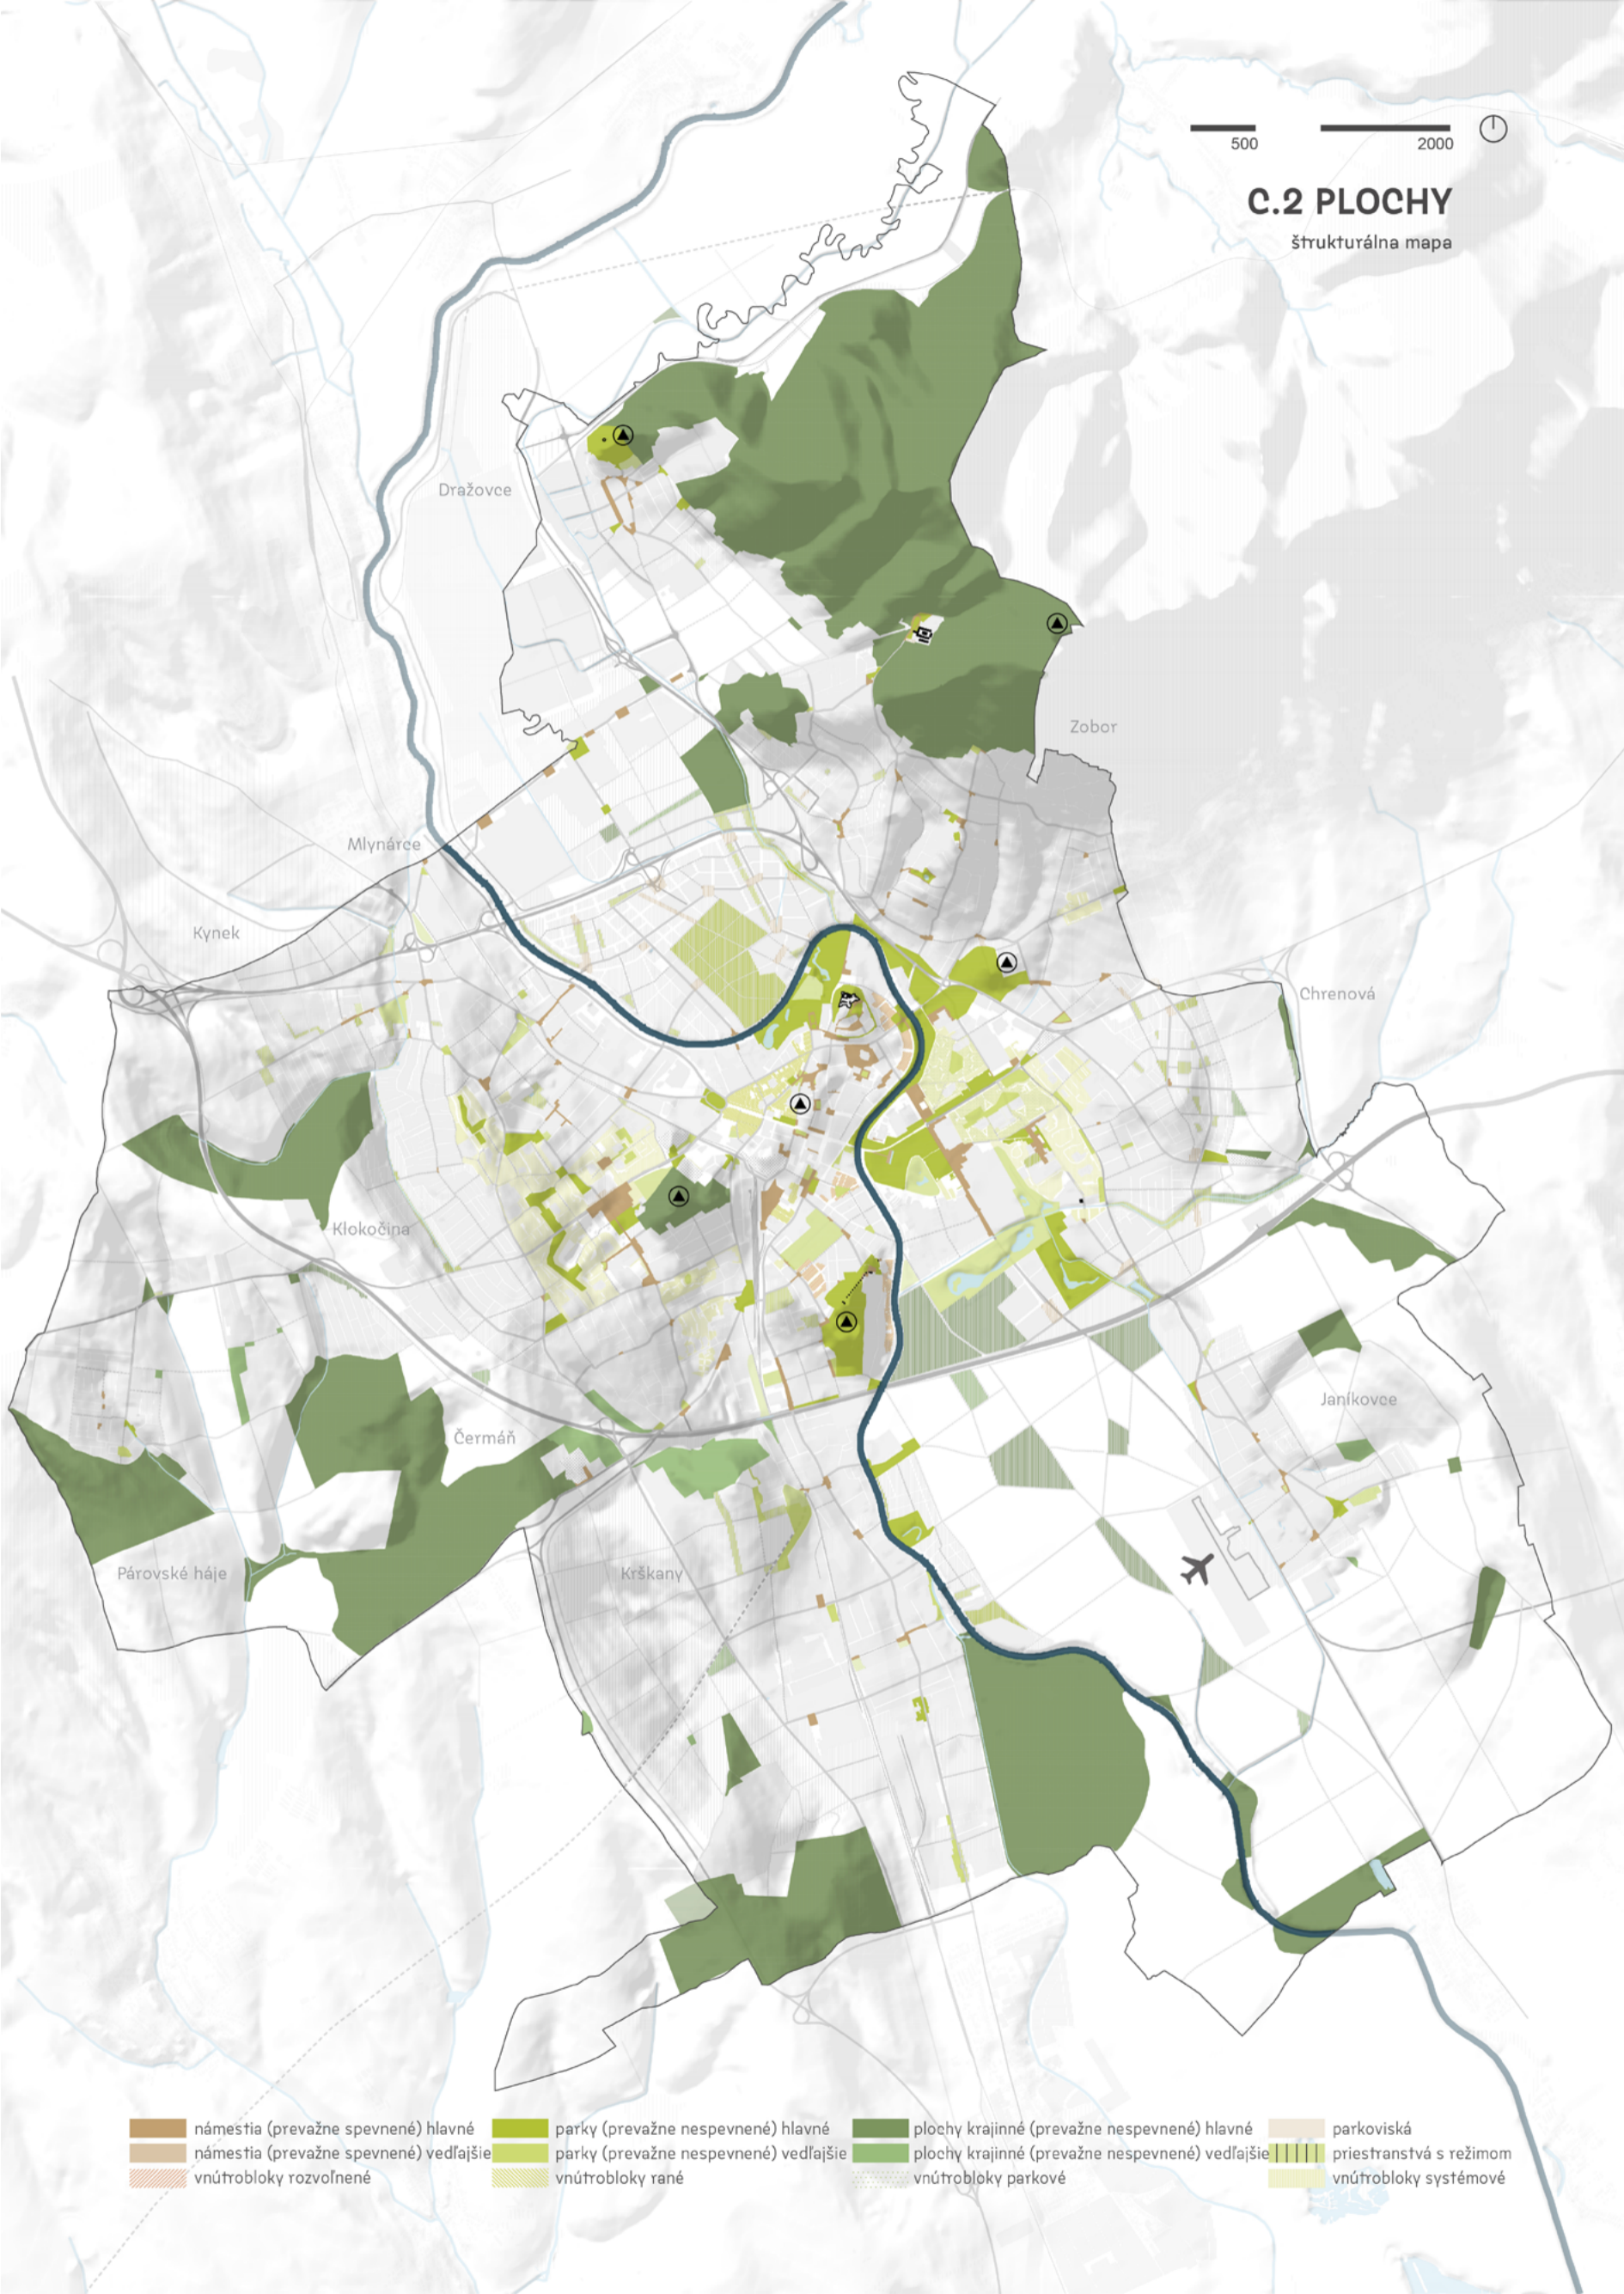 500 2000
C.2 PLOCHY
štrukturálna mapa
Dražovce
Zobor
Mlynárce
Kynek
Chrenová
Klokočina
Janíkovce
Čermáň
Párovské háje
Krškany
námestia (prevažne spevnené) hlavné
námestia (prevažne spevnené) vedľajšie
vnútrobloky rozvoľnené
parky (prevažne nespevnené) hlavné
parky (prevažne nespevnené) vedľajšie
vnútrobloky rané
plochy krajinné (prevažne nespevnené) hlavné
plochy krajinné (prevažne nespevnené) vedľajšie
vnútrobloky parkové
parkoviská
priestranstvá s režimom
vnútrobloky systémové